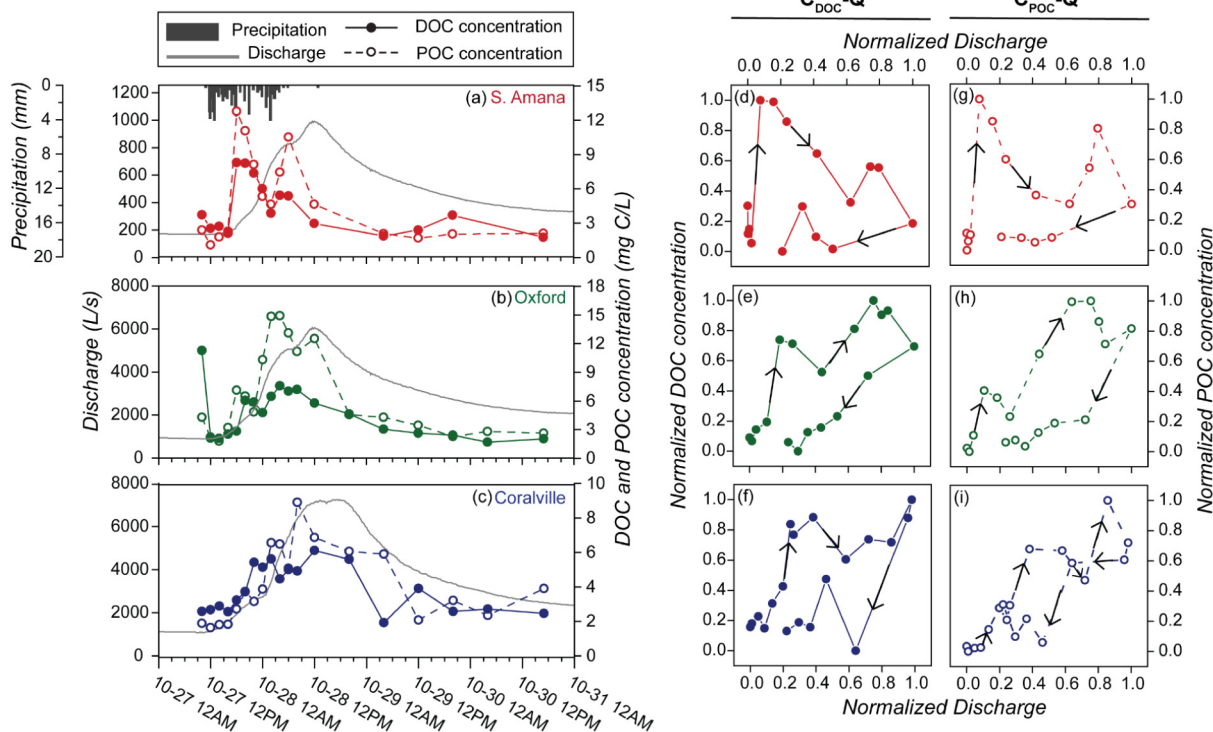 Precipitation
DOC concentration
Discharge
POC concentration
C_DOC-Q
C_POC-Q
Normalized Discharge
0.0 0.2 0.4 0.6 0.8 1.0
0.0 0.2 0.4 0.6 0.8 1.0
Precipitation (mm)
0
4
8
12
16
20
1200
1000
800
600
400
200
0
(a) S. Amana
15
12
9
6
3
0
Discharge (L/s)
8000
6000
4000
2000
0
(b) Oxford
18
15
12
9
6
3
0
DOC and POC concentration (mg C/L)
8000
6000
4000
2000
0
(c) Coralville
10
8
6
4
2
0
10-27 12AM
10-27 12PM
10-28 12AM
10-28 12PM
10-29 12AM
10-29 12PM
10-30 12AM
10-30 12PM
10-31 12AM
Normalized DOC concentration
(d)
1.0
0.8
0.6
0.4
0.2
0.0
(g)
1.0
0.8
0.6
0.4
0.2
0.0
(e)
1.0
0.8
0.6
0.4
0.2
0.0
(h)
1.0
0.8
0.6
0.4
0.2
0.0
(f)
1.0
0.8
0.6
0.4
0.2
0.0
(i)
1.0
0.8
0.6
0.4
0.2
0.0
Normalized POC concentration
0.0 0.2 0.4 0.6 0.8 1.0
0.0 0.2 0.4 0.6 0.8 1.0
Normalized Discharge